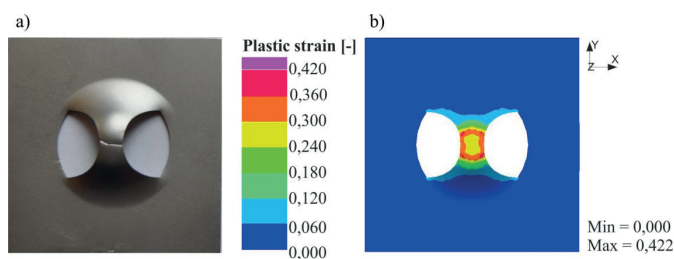 a)
b)
Plastic strain [-]
0,420
0,360
0,300
0,240
0,180
0,120
0,060
0,000
Y
Z X
Min = 0,000
Max = 0,422